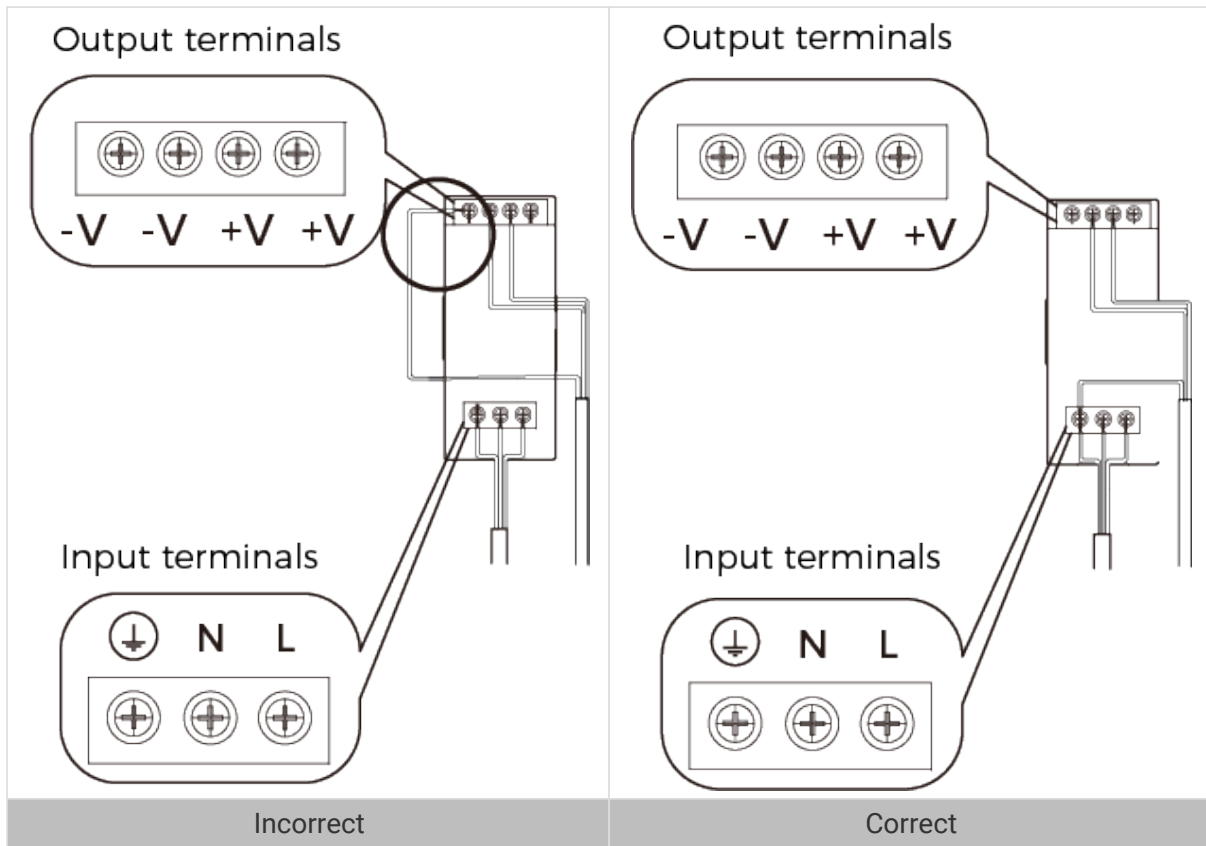 Output terminals
-V -V +V +V
Input terminals
N L
Incorrect
Output terminals
-V -V +V +V
Input terminals
N L
Correct